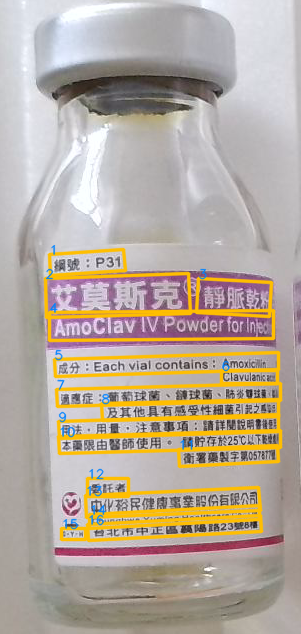 編號：P31
艾莫斯克® 靜脈乾粉
AmoClav IV Powder for Injec
成分：Each vial contains：Amoxicillin
Clavulanic
適應症：葡萄球菌、鏈球菌、肺炎雙球菌
及其他具有感受性細菌引起之感染
用法、用量、注意事項：請詳閱說明書後使用
本藥限由醫師使用。 請貯存於25℃以下乾燥
衛署藥製字第057877
委託者
中化裕民健康事業股份有限公司
C-Y-H 台北市中正區襄陽路23號8樓